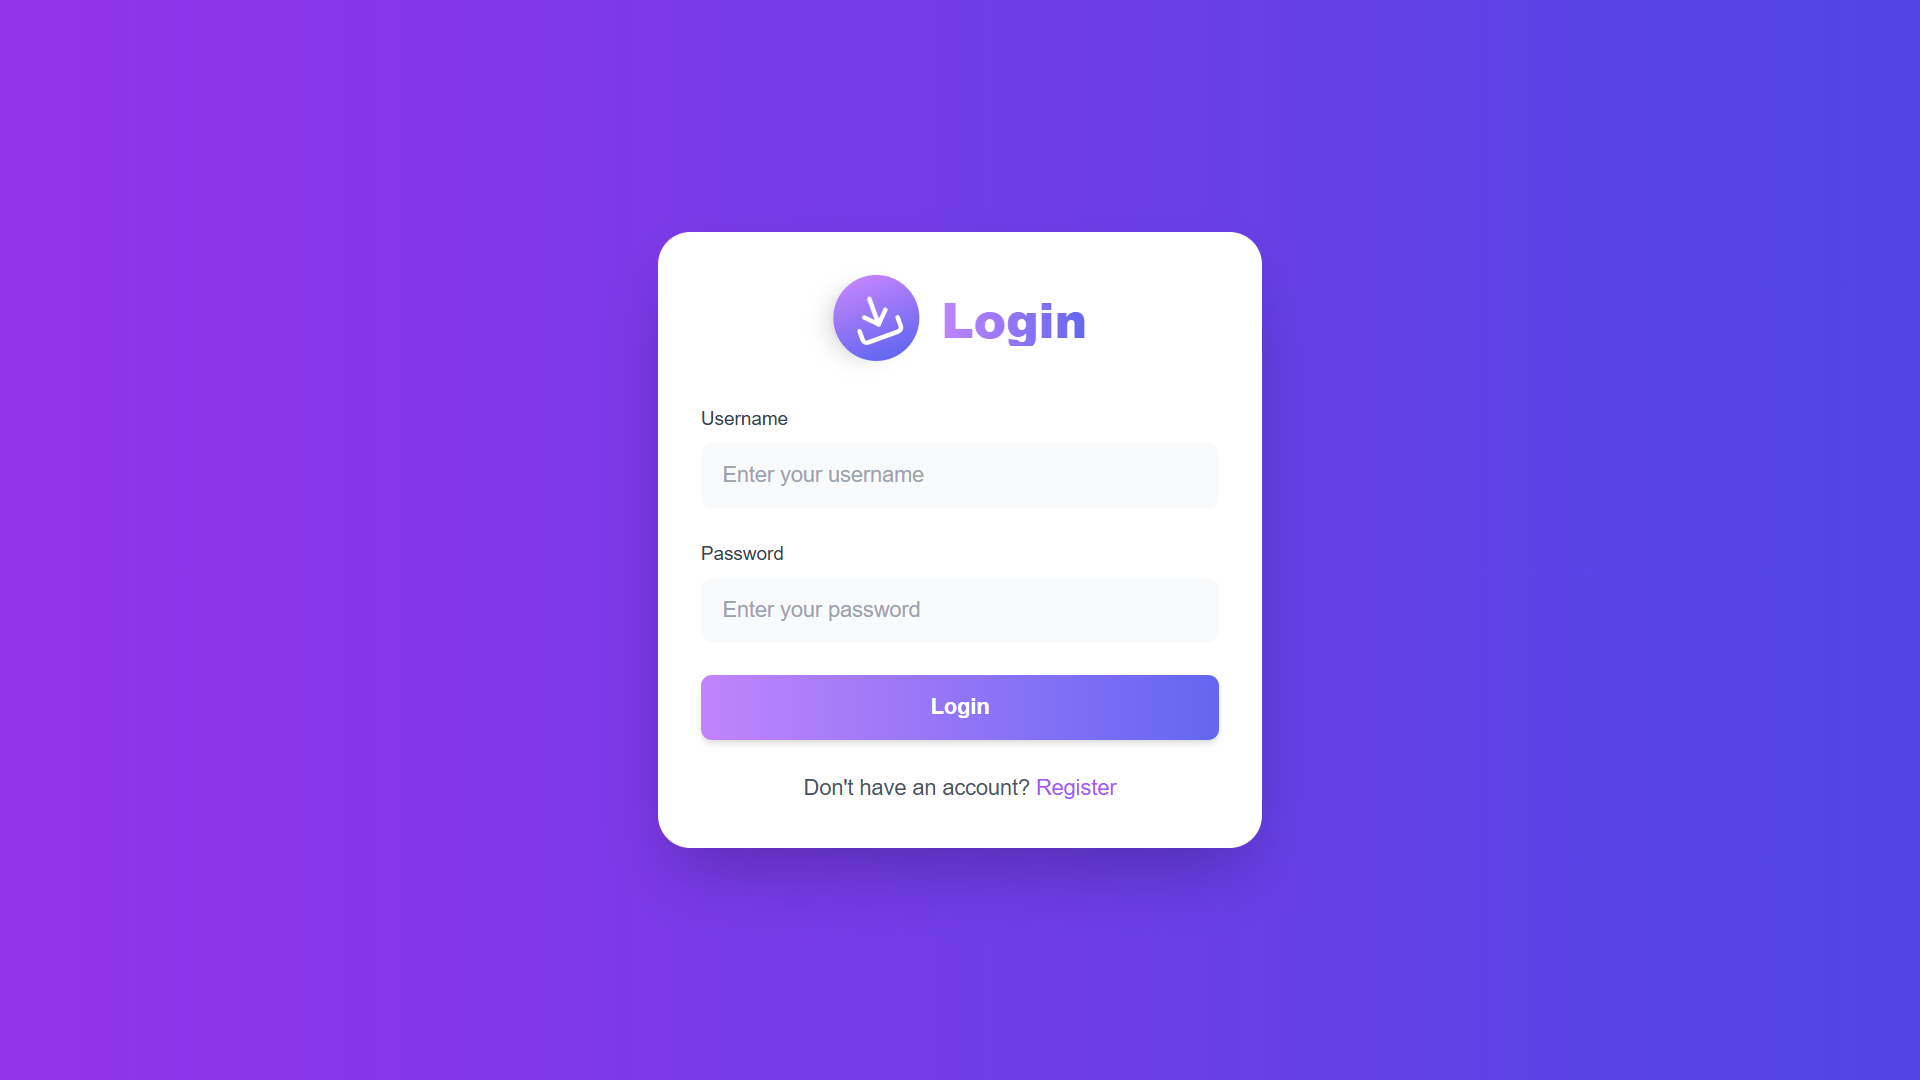 Login
Username
Enter your username
Password
Enter your password
Login
Don't have an account? Register